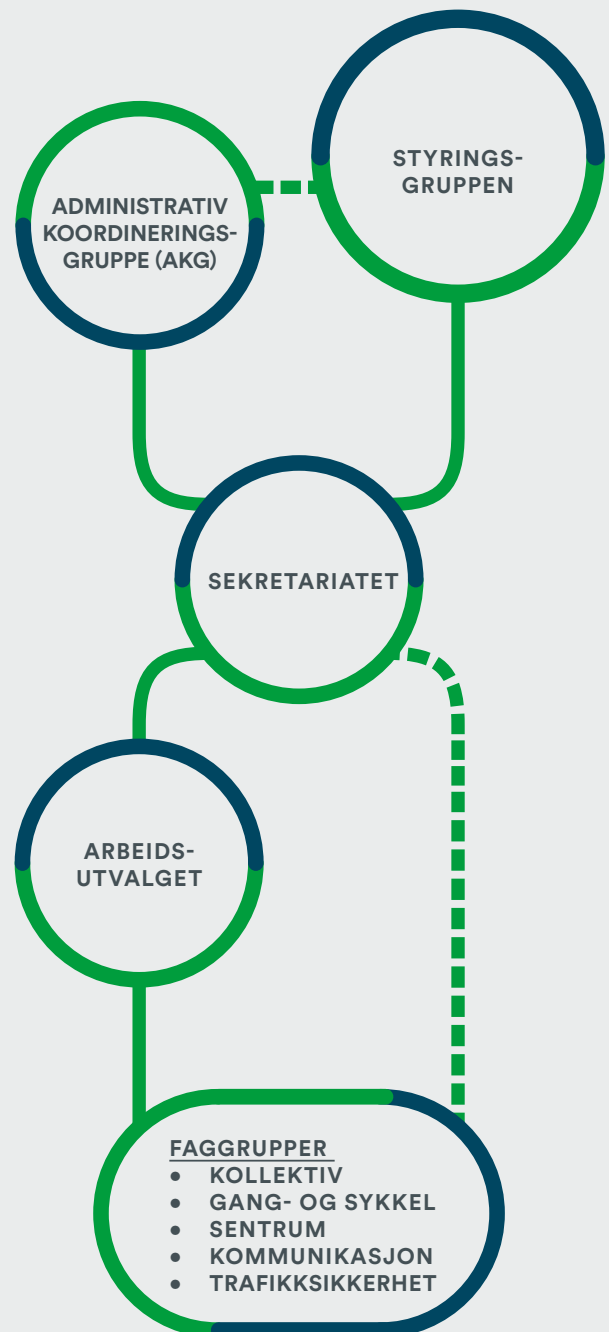 ADMINISTRATIV
KOORDINERINGS-
GRUPPE (AKG)
STYRINGS-
GRUPPEN
SEKRETARIATET
ARBEIDS-
UTVALGET
FAGGRUPPER
• KOLLEKTIV
• GANG- OG SYKKEL
• SENTRUM
• KOMMUNIKASJON
• TRAFIKKSIKKERHET